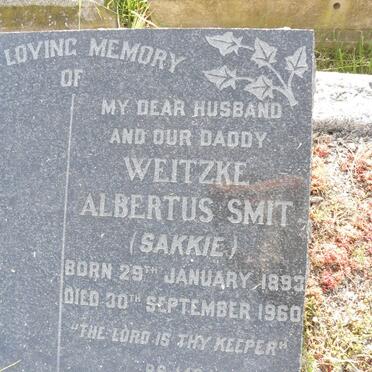 LOVING MEMORY
OF
MY DEAR HUSBAND
AND OUR DADDY
WEITZKE
ALBERTUS SMIT
(SAKKIE)
BORN 29TH JANUARY 1893
DIED 30TH SEPTEMBER 1960
"THE LORD IS THY KEEPER"
PS.